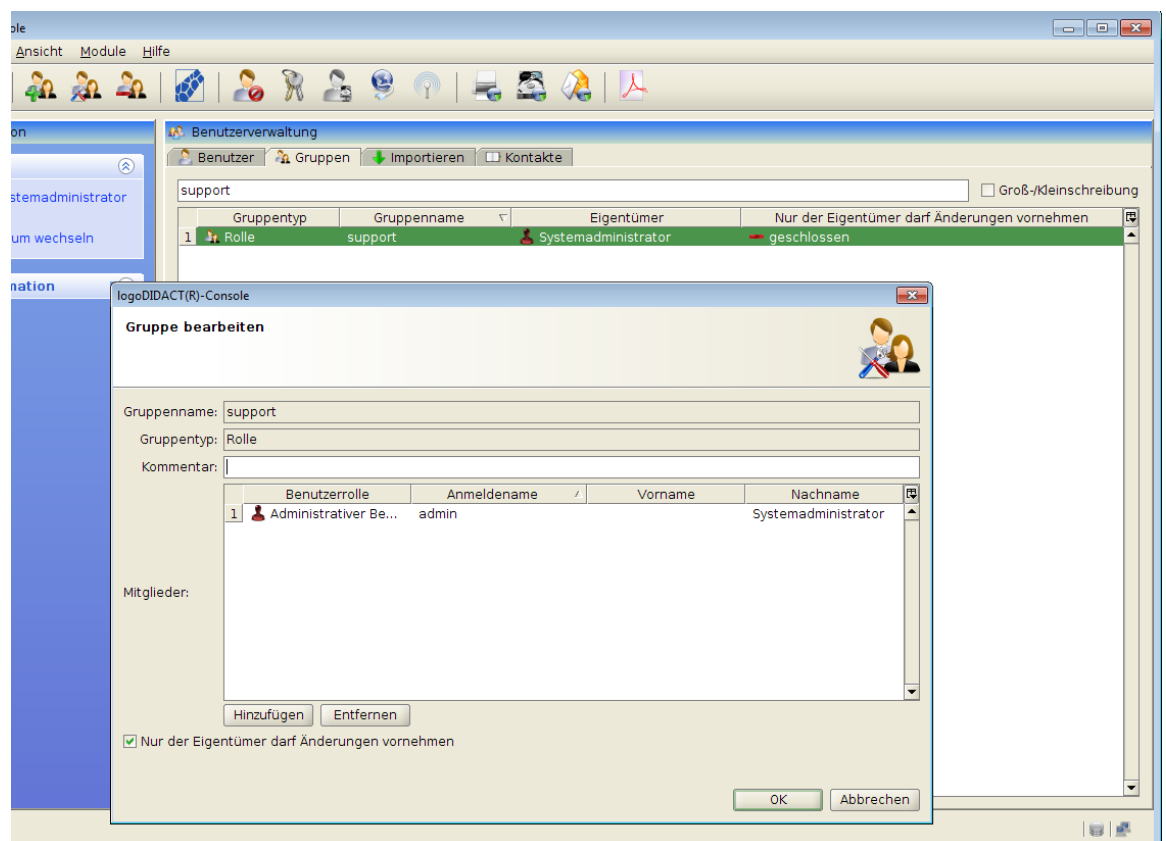 ole
Ansicht Module Hilfe
on
Benutzerverwaltung
Benutzer Gruppen Importieren Kontakte
stemadministrator
support
Groß-/Kleinschreibung
Gruppentyp Gruppenname Eigentümer Nur der Eigentümer darf Änderungen vornehmen
um wechseln
1 Rolle support Systemadministrator geschlossen
nation
logoDIDACT(R)-Console
Gruppe bearbeiten
Gruppenname: support
Gruppentyp: Rolle
Kommentar:
Benutzerrolle Anmeldename Vorname Nachname
1 Administrativer Be... admin Systemadministrator
Mitglieder:
Hinzufügen Entfernen
Nur der Eigentümer darf Änderungen vornehmen
OK Abbrechen